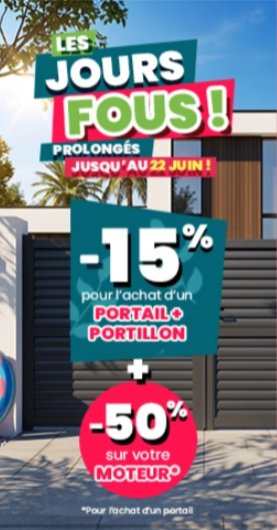 LES
JOURS
FOUS !
PROLONGÉS
JUSQU'AU 22 JUIN !
-15%
pour l'achat d'un
PORTAIL +
PORTILLON
+
-50%
sur votre
MOTEUR*
*Pour l'achat d'un portail